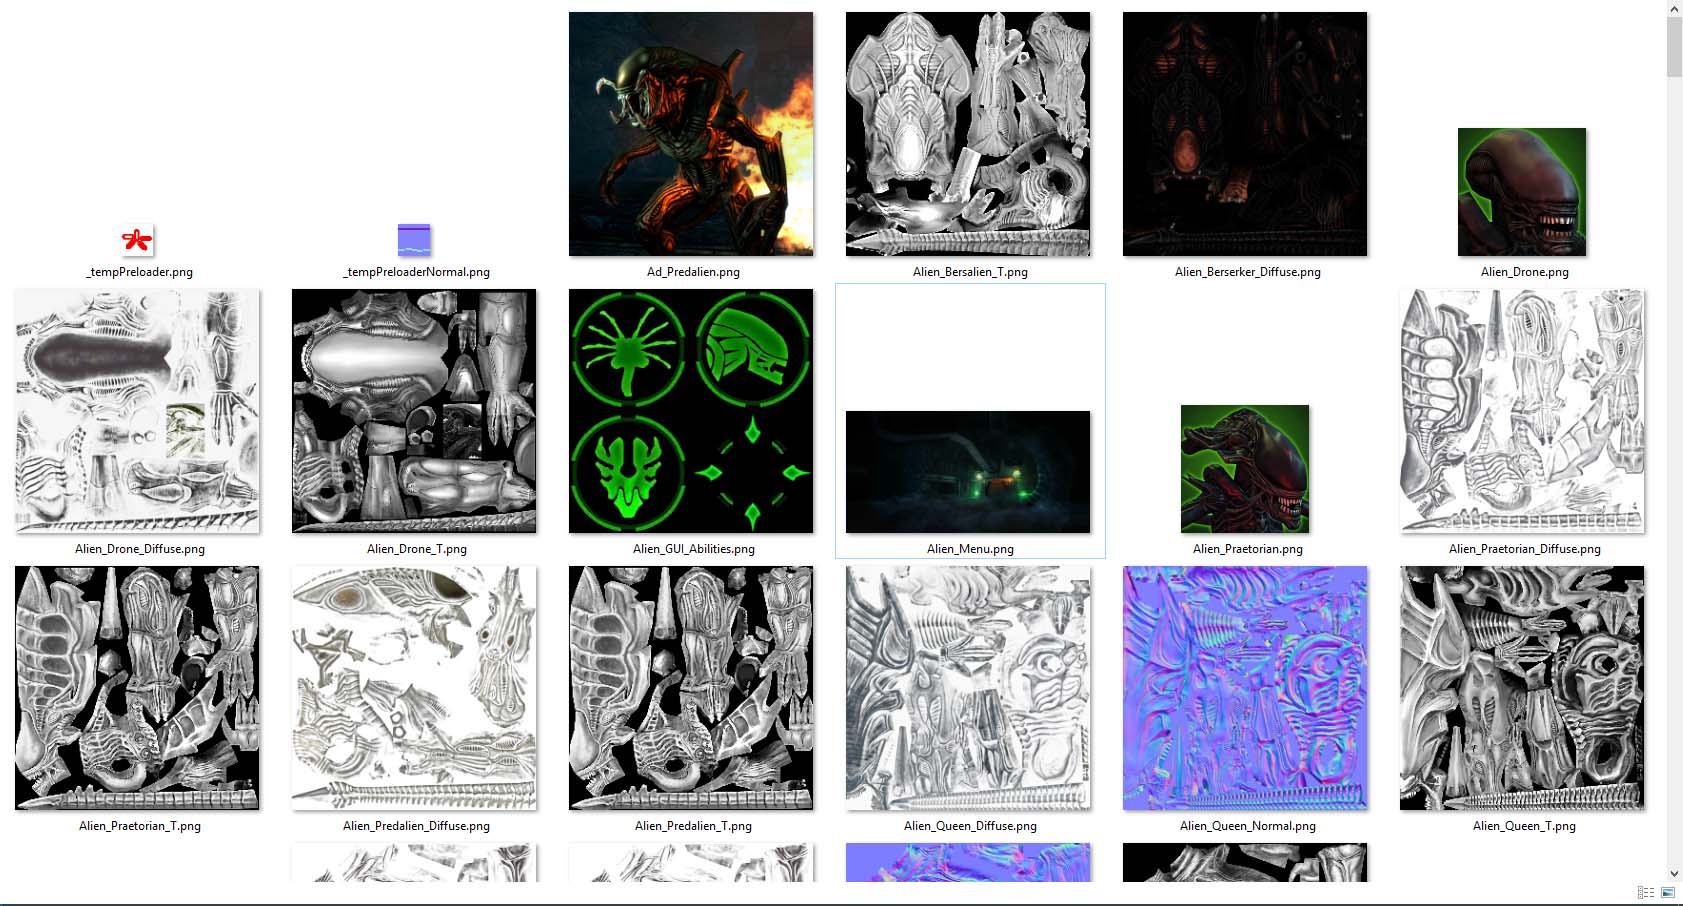 _tempPreloader.png
_tempPreloaderNormal.png
Ad_Predalien.png
Alien_Bersalien_T.png
Alien_Berserker_Diffuse.png
Alien_Drone.png
Alien_Drone_Diffuse.png
Alien_Drone_T.png
Alien_GUI_Abilities.png
Alien_Menu.png
Alien_Praetorian.png
Alien_Praetorian_Diffuse.png
Alien_Praetorian_T.png
Alien_Predalien_Diffuse.png
Alien_Predalien_T.png
Alien_Queen_Diffuse.png
Alien_Queen_Normal.png
Alien_Queen_T.png